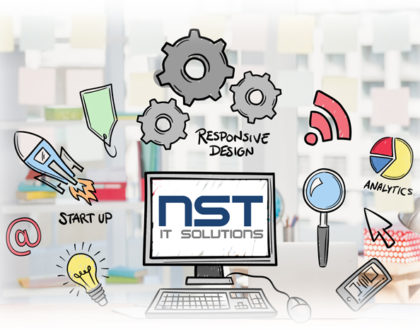 RESPONSIVE
DESIGN
START UP
ANALYTICS
NST
IT SOLUTIONS
@